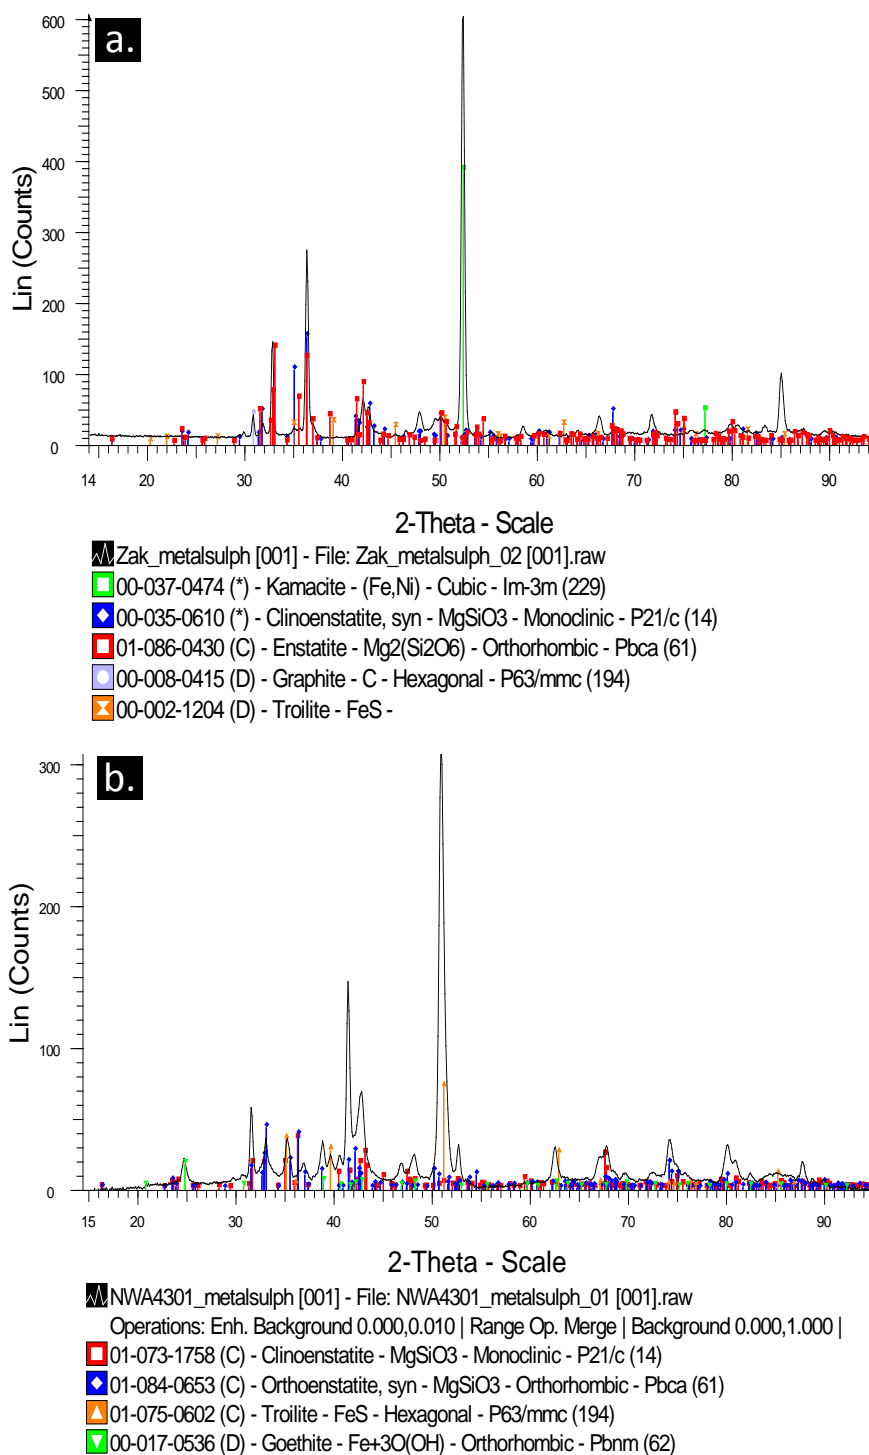 a.
600
500
400
300
200
100
0
Lin (Counts)
14 20 30 40 50 60 70 80 90
2-Theta - Scale
Zak_metalsulph [001] - File: Zak_metalsulph_02 [001].raw
00-037-0474 (*) - Kamacite - (Fe,Ni) - Cubic - Im-3m (229)
00-035-0610 (*) - Clinoenstatite, syn - MgSiO3 - Monoclinic - P21/c (14)
01-086-0430 (C) - Enstatite - Mg2(Si2O6) - Orthorhombic - Pbca (61)
00-008-0415 (D) - Graphite - C - Hexagonal - P63/mmc (194)
00-002-1204 (D) - Troilite - FeS -
b.
300
200
100
0
Lin (Counts)
15 20 30 40 50 60 70 80 90
2-Theta - Scale
NWA4301_metalsulph [001] - File: NWA4301_metalsulph_01 [001].raw
Operations: Enh. Background 0.000,0.010 | Range Op. Merge | Background 0.000,1.000 |
01-073-1758 (C) - Clinoenstatite - MgSiO3 - Monoclinic - P21/c (14)
01-084-0653 (C) - Orthoenstatite, syn - MgSiO3 - Orthorhombic - Pbca (61)
01-075-0602 (C) - Troilite - FeS - Hexagonal - P63/mmc (194)
00-017-0536 (D) - Goethite - Fe+3O(OH) - Orthorhombic - Pbnm (62)